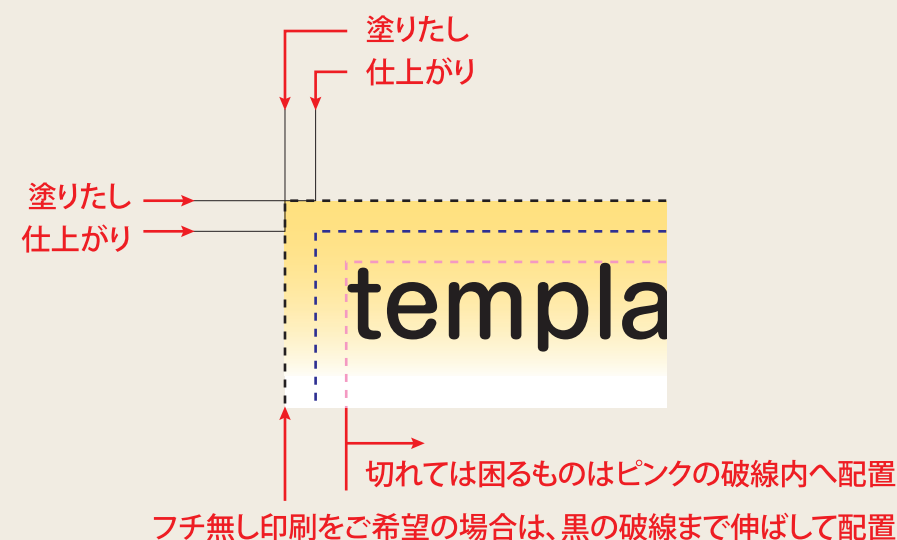 塗りたし
仕上がり
塗りたし
仕上がり
templa
切れては困るものはピンクの破線内へ配置
フチ無し印刷をご希望の場合は、黒の破線まで伸ばして配置